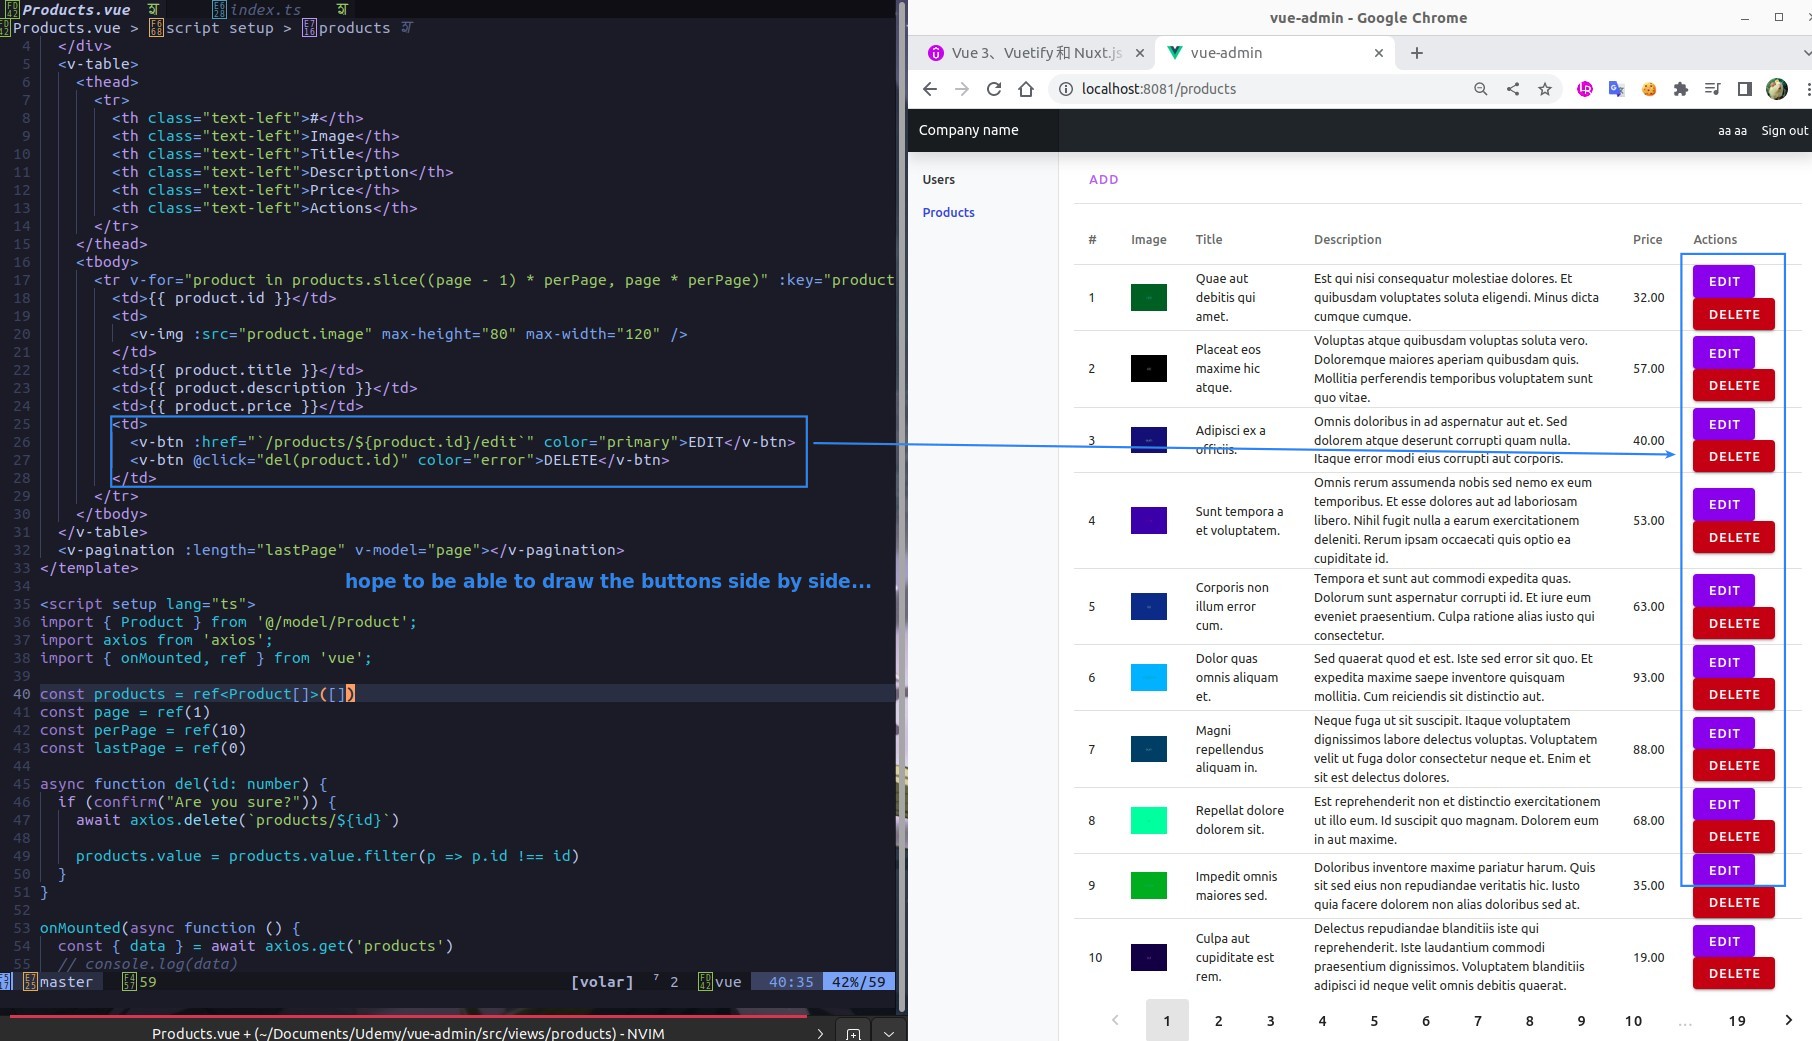 Products.vue
index.ts
Products.vue > script setup > products
4 </div>
5 <v-table>
6 <thead>
7 <tr>
8 <th class="text-left">#</th>
9 <th class="text-left">Image</th>
10 <th class="text-left">Title</th>
11 <th class="text-left">Description</th>
12 <th class="text-left">Price</th>
13 <th class="text-left">Actions</th>
14 </tr>
15 </thead>
16 <tbody>
17 <tr v-for="product in products.slice((page - 1) * perPage, page * perPage)" :key="product
18 <td>{{ product.id }}</td>
19 <td>
20 <v-img :src="product.image" max-height="80" max-width="120" />
21 </td>
22 <td>{{ product.title }}</td>
23 <td>{{ product.description }}</td>
24 <td>{{ product.price }}</td>
25 <td>
26 <v-btn :href="`/products/${product.id}/edit`" color="primary">EDIT</v-btn>
27 <v-btn @click="del(product.id)" color="error">DELETE</v-btn>
28 </td>
29 </tr>
30 </tbody>
31 </v-table>
32 <v-pagination :length="lastPage" v-model="page"></v-pagination>
33 </template>
34
hope to be able to draw the buttons side by side...
35 <script setup lang="ts">
36 import { Product } from '@/model/Product';
37 import axios from 'axios';
38 import { onMounted, ref } from 'vue';
39
40 const products = ref<Product[]>([])
41 const page = ref(1)
42 const perPage = ref(10)
43 const lastPage = ref(0)
44
45 async function del(id: number) {
46 if (confirm("Are you sure?")) {
47 await axios.delete(`products/${id}`)
48
49 products.value = products.value.filter(p => p.id !== id)
50 }
51 }
52
53 onMounted(async function () {
54 const { data } = await axios.get('products')
55 // console.log(data)
master 59 [volar] 7 2 vue 40:35 42%/59
Products.vue + (~/Documents/Udemy/vue-admin/src/views/products) - NVIM
vue-admin - Google Chrome
Vue 3、Vuetify 和 Nuxt.js
vue-admin
localhost:8081/products
Company name
aa aa Sign out
Users
Products
ADD
# Image Title Description Price Actions
1
Quae aut
debitis qui
amet.
Est qui nisi consequatur molestiae dolores. Et
quibusdam voluptates soluta eligendi. Minus dicta
cumque cumque.
32.00
EDIT
DELETE
2
Placeat eos
maxime hic
atque.
Voluptas atque quibusdam voluptas soluta vero.
Doloremque maiores aperiam quibusdam quis.
Mollitia perferendis temporibus voluptatem sunt
quo vitae.
57.00
EDIT
DELETE
3
Adipisci ex a
officiis.
Omnis doloribus in ad aspernatur aut et. Sed
dolorem atque deserunt corrupti quam nulla.
Itaque error modi eius corrupti aut corporis.
40.00
EDIT
DELETE
4
Sunt tempora a
et voluptatem.
Omnis rerum assumenda nobis sed nemo ex eum
temporibus. Et esse dolores aut ad laboriosam
libero. Nihil fugit nulla a earum exercitationem
deleniti. Rerum ipsam occaecati quis optio ea
cupiditate id.
53.00
EDIT
DELETE
5
Corporis non
illum error
cum.
Tempora et sunt aut commodi expedita quas.
Dolorum sunt aspernatur corrupti id. Et iure eum
eveniet praesentium. Culpa ratione alias iusto qui
consectetur.
63.00
EDIT
DELETE
6
Dolor quas
omnis aliquam
et.
Sed quaerat quod et est. Iste sed error sit quo. Et
expedita maxime saepe inventore quisquam
mollitia. Cum reiciendis sit distinctio aut.
93.00
EDIT
DELETE
7
Magni
repellendus
aliquam in.
Neque fuga ut sit suscipit. Itaque voluptatem
dignissimos labore delectus voluptas. Voluptatem
velit ut fuga dolor consectetur neque et. Enim et
sit est delectus dolores.
88.00
EDIT
DELETE
8
Repellat dolore
dolorem sit.
Est reprehenderit non et distinctio exercitationem
ut illo eum. Id suscipit quo magnam. Dolorem eum
in aut maxime.
68.00
EDIT
DELETE
9
Impedit omnis
maiores sed.
Doloribus inventore maxime pariatur harum. Quis
sit sed eius non repudiandae veritatis hic. Iusto
quia facere dolorem non alias doloribus sed at.
35.00
EDIT
DELETE
10
Culpa aut
cupiditate est
rem.
Delectus repudiandae blanditiis iste qui
reprehenderit. Iste laudantium commodi
praesentium dignissimos. Voluptatem blanditiis
adipisci id neque velit omnis debitis quaerat.
19.00
EDIT
DELETE
1 2 3 4 5 6 7 8 9 10 ... 19